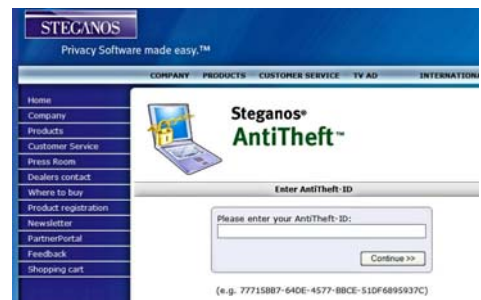 STEGANOS
Privacy Software made easy.™
COMPANY PRODUCTS CUSTOMER SERVICE TV AD INTERNATIONA
Home
Company
Products
Customer Service
Press Room
Dealers contact
Where to buy
Product registration
Newsletter
PartnerPortal
Feedback
Shopping cart
Steganos®
AntiTheft™
Enter AntiTheft-ID
Please enter your AntiTheft-ID:
Continue >>
(e.g. 77715BB7-64DE-4577-BBCE-51DF6895937C)